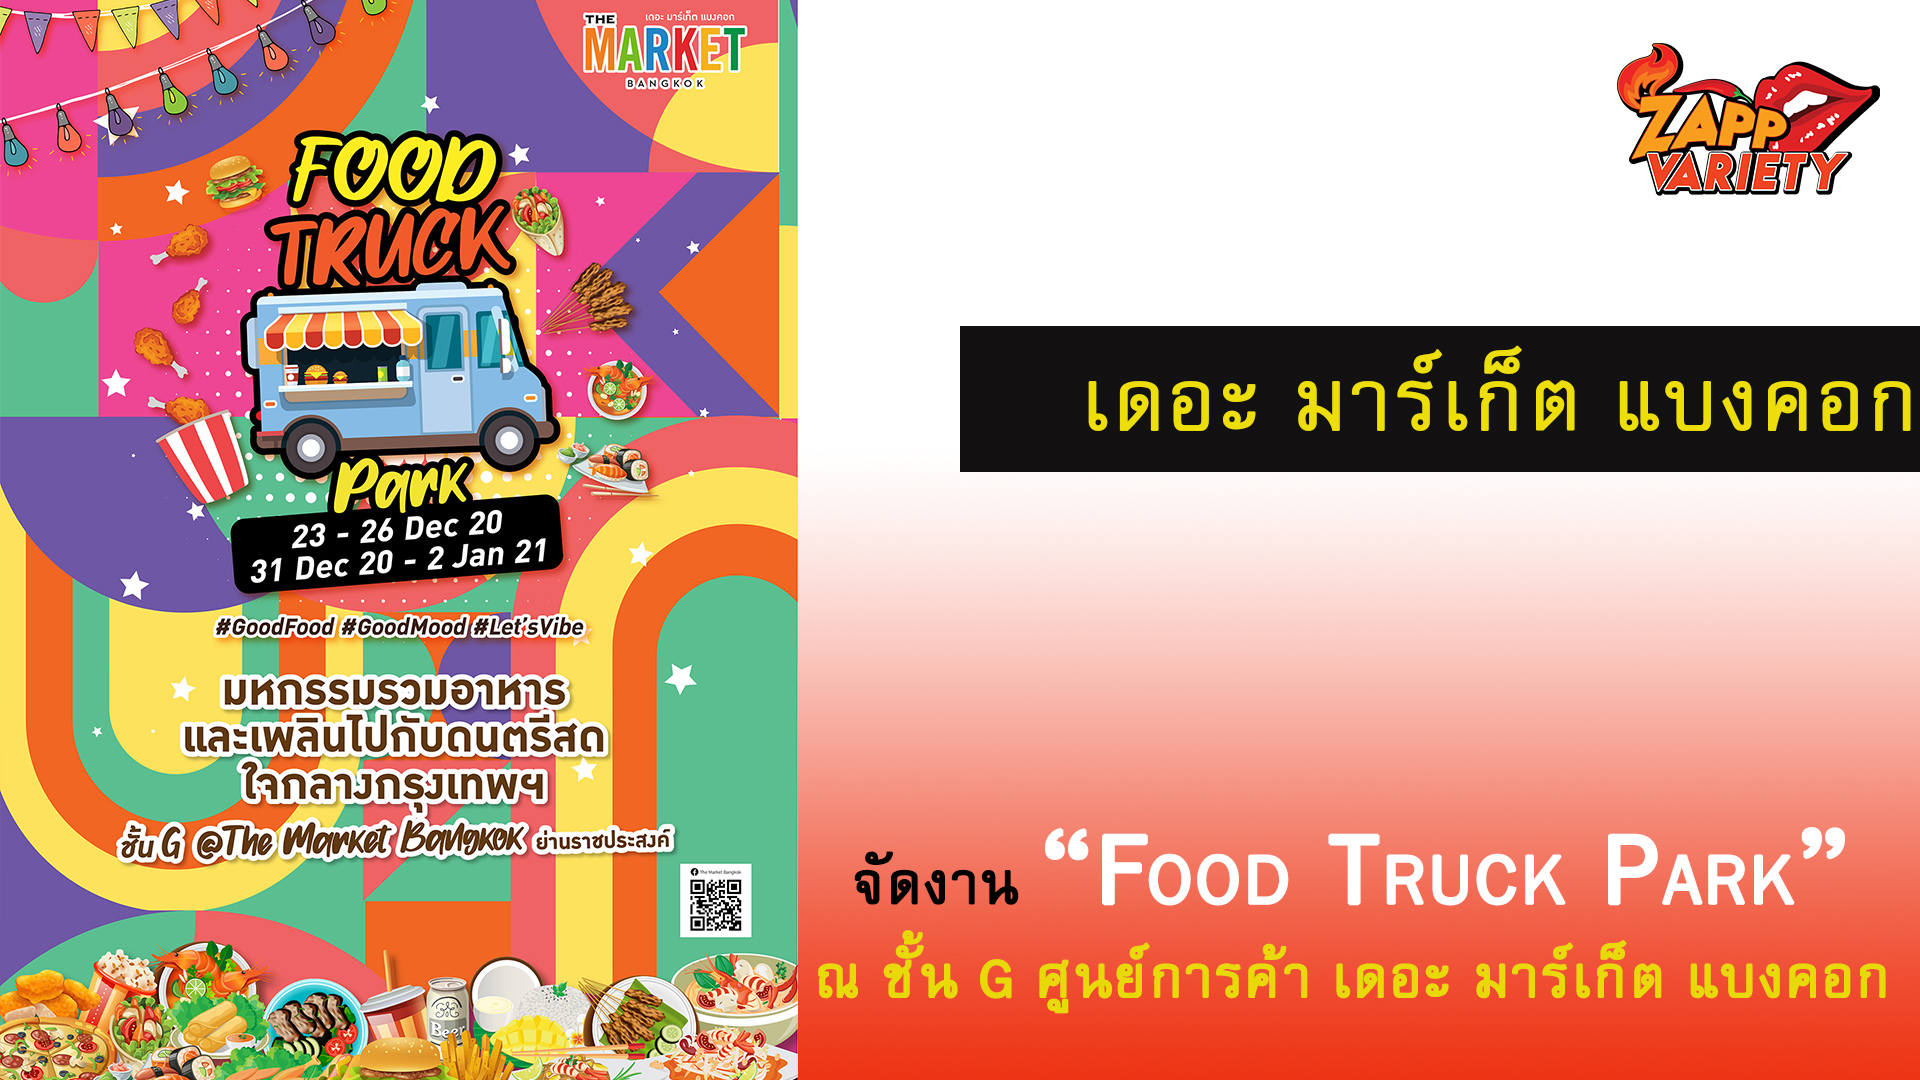 เดอะ มาร์เก็ต แบงคอก
THE
MARKET
BANGKOK
FOOD
TRUCK
Park
23 - 26 Dec 20
31 Dec 20 - 2 Jan 21
#GoodFood #GoodMood #Let'sVibe
มหกรรมรวมอาหาร
และเพลินไปกับดนตรีสด
ใจกลางกรุงเทพฯ
ชั้น G @The Market Bangkok ย่านราชประสงค์
The Market Bangkok
Beer
ZAPP
VARIETY
เดอะ มาร์เก็ต แบงคอก
จัดงาน “FOOD TRUCK PARK”
ณ ชั้น G ศูนย์การค้า เดอะ มาร์เก็ต แบงคอก